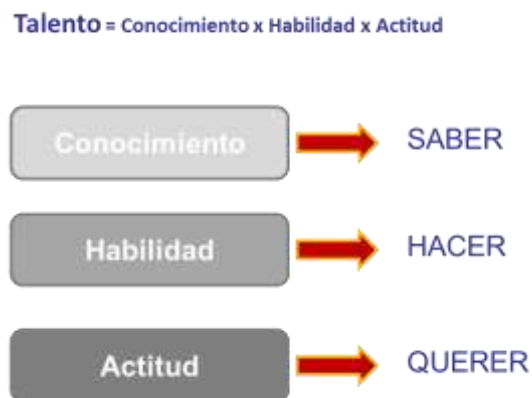 Talento = Conocimiento x Habilidad x Actitud
Conocimiento SABER
Habilidad HACER
Actitud QUERER